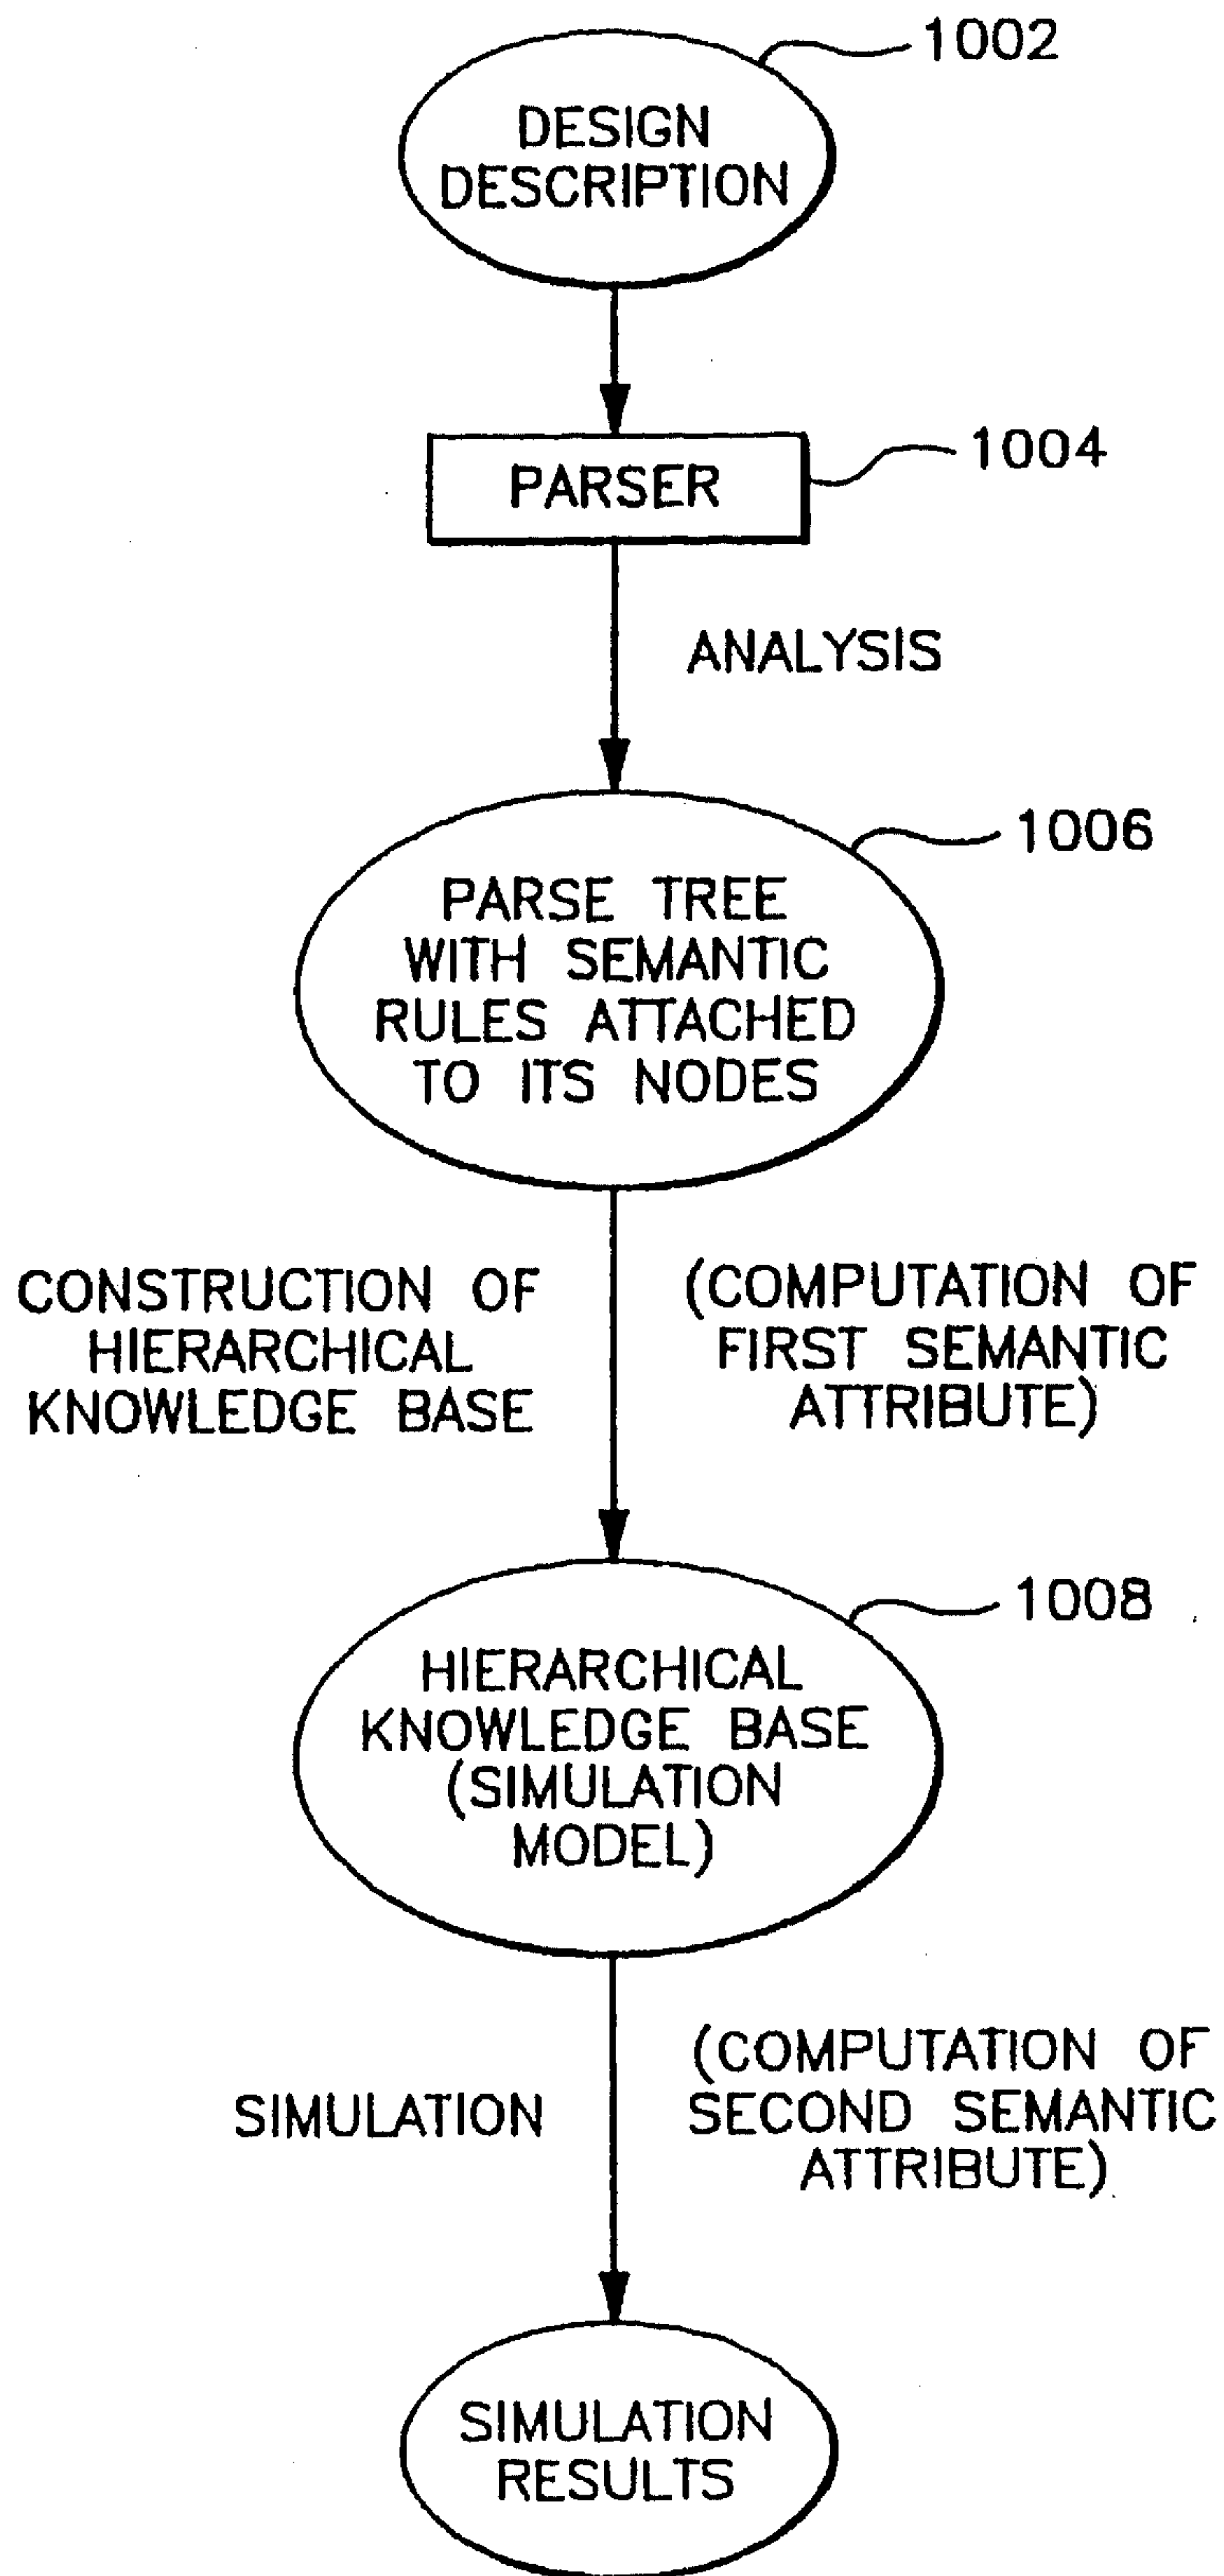 1002
DESIGN
DESCRIPTION
1004
PARSER
ANALYSIS
1006
PARSE TREE
WITH SEMANTIC
RULES ATTACHED
TO ITS NODES
CONSTRUCTION OF
HIERARCHICAL
KNOWLEDGE BASE
(COMPUTATION OF
FIRST SEMANTIC
ATTRIBUTE)
1008
HIERARCHICAL
KNOWLEDGE BASE
(SIMULATION
MODEL)
SIMULATION
(COMPUTATION OF
SECOND SEMANTIC
ATTRIBUTE)
SIMULATION
RESULTS